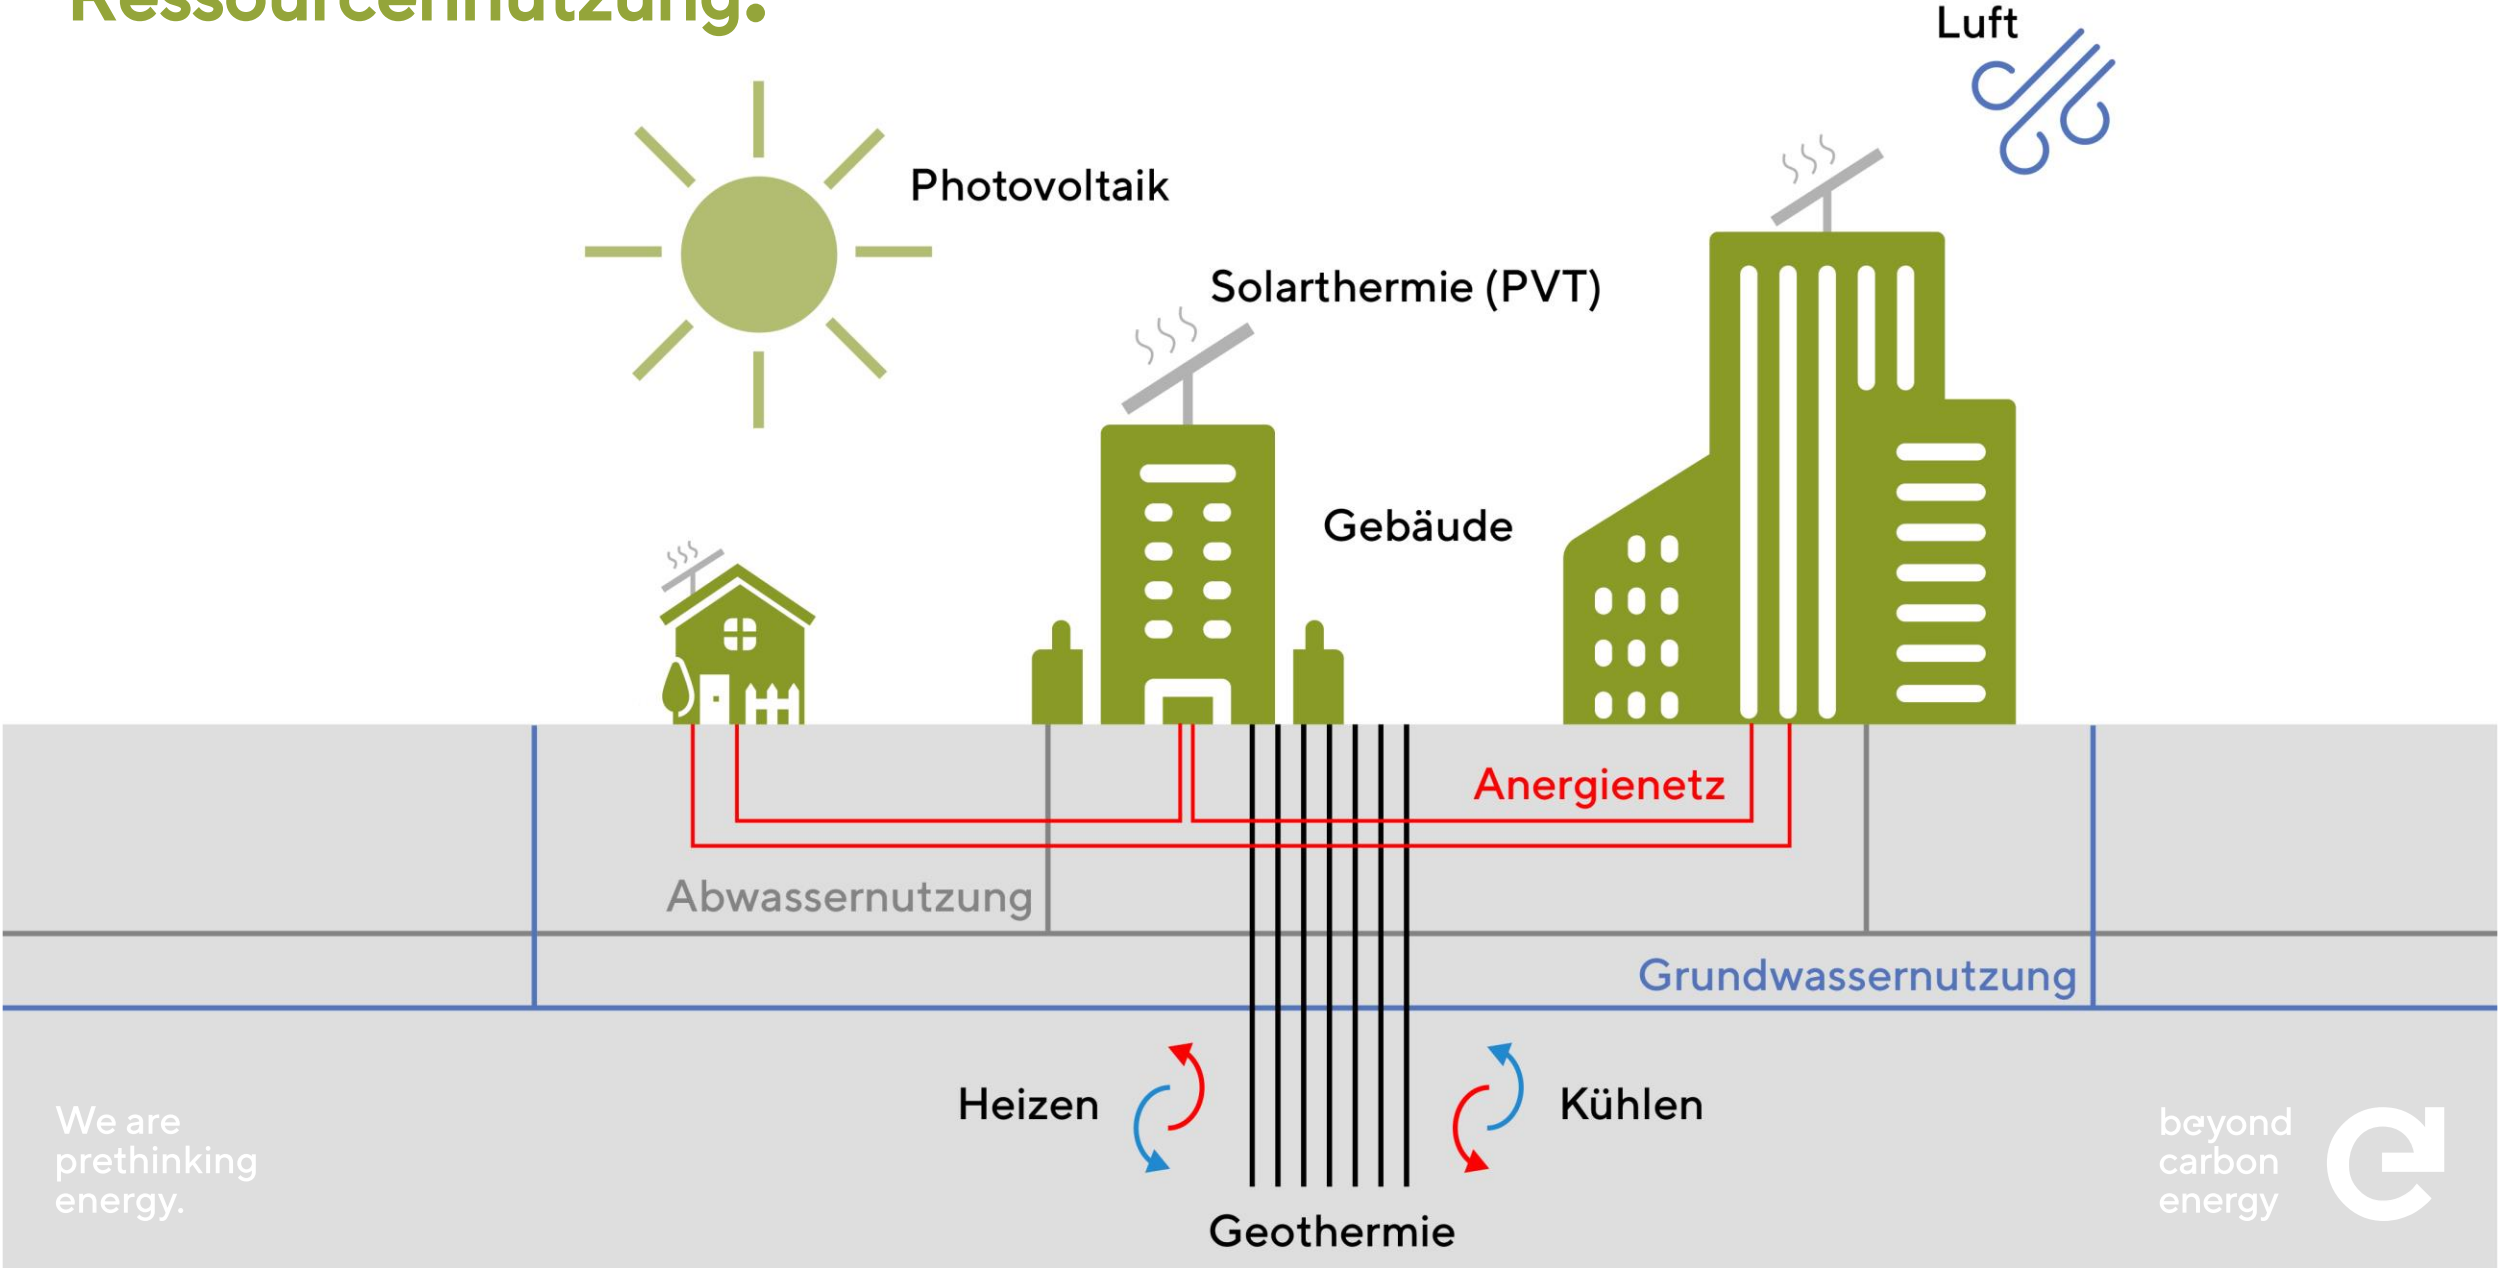 Ressourcennutzung.
Luft
Photovoltaik
Solarthermie (PVT)
Gebäude
Anergienetz
Abwassernutzung
Grundwassernutzung
Heizen
Kühlen
Geothermie
We are
prethinking
energy.
beyond
carbon
energy